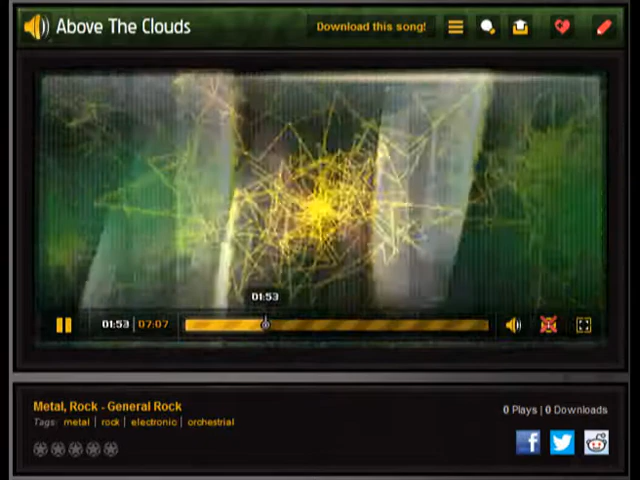 Above The Clouds
Download this song!
01:53
01:53 | 07:07
Metal, Rock - General Rock
0 Plays | 0 Downloads
Tags: metal | rock | electronic | orchestrial